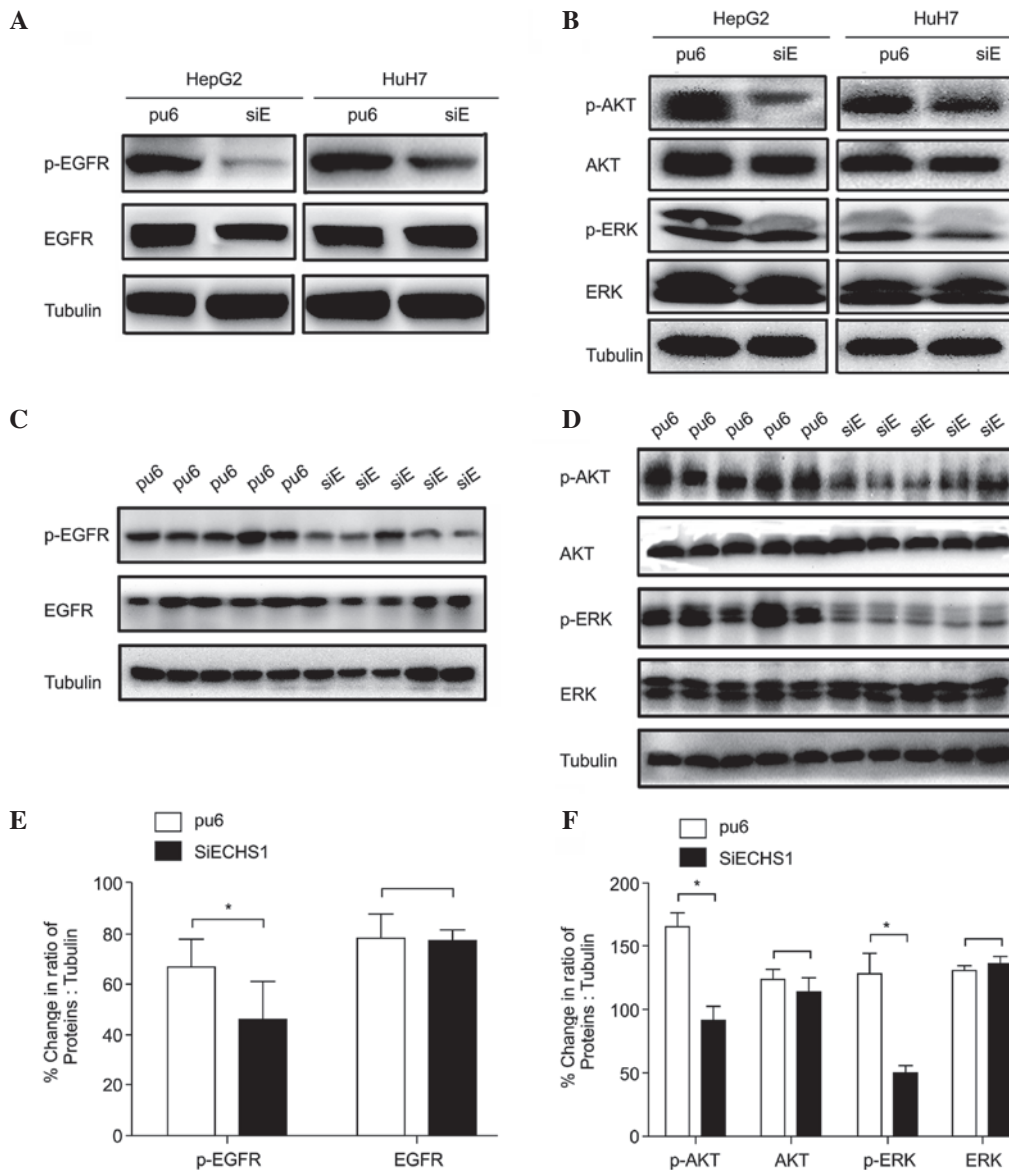 A
HepG2 HuH7
pu6 siE pu6 siE
p-EGFR
EGFR
Tubulin
B
HepG2 HuH7
pu6 siE pu6 siE
p-AKT
AKT
p-ERK
ERK
Tubulin
C
pu6 pu6 pu6 pu6 pu6 siE siE siE siE siE
p-EGFR
EGFR
Tubulin
D
pu6 pu6 pu6 pu6 pu6 siE siE siE siE siE
p-AKT
AKT
p-ERK
ERK
Tubulin
E
pu6
SiECHS1
% Change in ratio of
Proteins : Tubulin
100
80
60
40
20
0
*
p-EGFR EGFR
F
pu6
SiECHS1
% Change in ratio of
Proteins : Tubulin
200
150
100
50
0
* *
p-AKT AKT p-ERK ERK